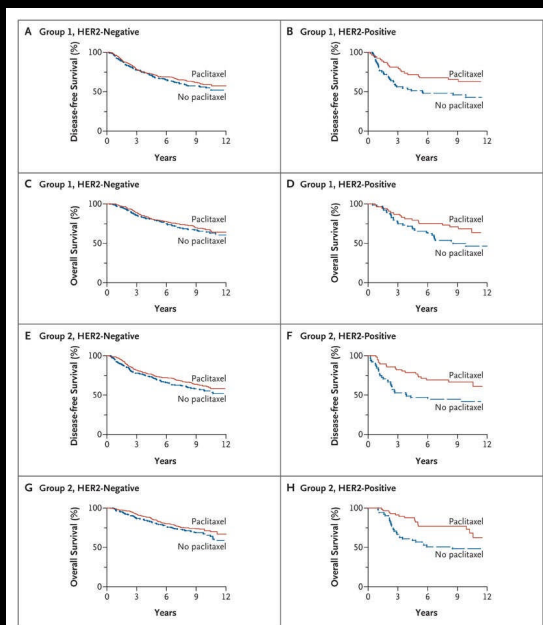 A Group 1, HER2-Negative
Disease-free Survival (%)
100
50
0
Paclitaxel
No paclitaxel
0 3 6 9 12
Years
B Group 1, HER2-Positive
Disease-free Survival (%)
100
50
0
Paclitaxel
No paclitaxel
0 3 6 9 12
Years
C Group 1, HER2-Negative
Overall Survival (%)
100
50
0
Paclitaxel
No paclitaxel
0 3 6 9 12
Years
D Group 1, HER2-Positive
Overall Survival (%)
100
50
0
Paclitaxel
No paclitaxel
0 3 6 9 12
Years
E Group 2, HER2-Negative
Disease-free Survival (%)
100
50
0
Paclitaxel
No paclitaxel
0 3 6 9 12
Years
F Group 2, HER2-Positive
Disease-free Survival (%)
100
50
0
Paclitaxel
No paclitaxel
0 3 6 9 12
Years
G Group 2, HER2-Negative
Overall Survival (%)
100
50
0
Paclitaxel
No paclitaxel
0 3 6 9 12
Years
H Group 2, HER2-Positive
Overall Survival (%)
100
50
0
Paclitaxel
No paclitaxel
0 3 6 9 12
Years